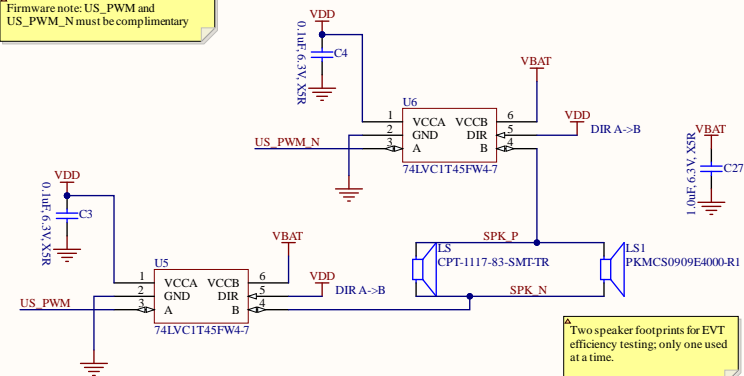 Firmware note: US_PWM and
US_PWM_N must be complimentary
VDD
0.1uF, 6.3V, X5R
C4
VBAT
U6
1 VCCA VCCB 6
2 GND DIR 5
3 A B 4
VDD
DIR A->B
US_PWM_N
74LVC1T45FW4-7
VBAT
1.0uF, 6.3V, X5R
C27
VDD
0.1uF, 6.3V, X5R
C3
VBAT
U5
1 VCCA VCCB 6
2 GND DIR 5
3 A B 4
VDD
DIR A->B
US_PWM
74LVC1T45FW4-7
SPK_P
LS
CPT-1117-83-SMT-TR
LS1
PKMCS0909E4000-R1
SPK_N
Two speaker footprints for EVT
efficiency testing; only one used
at a time.